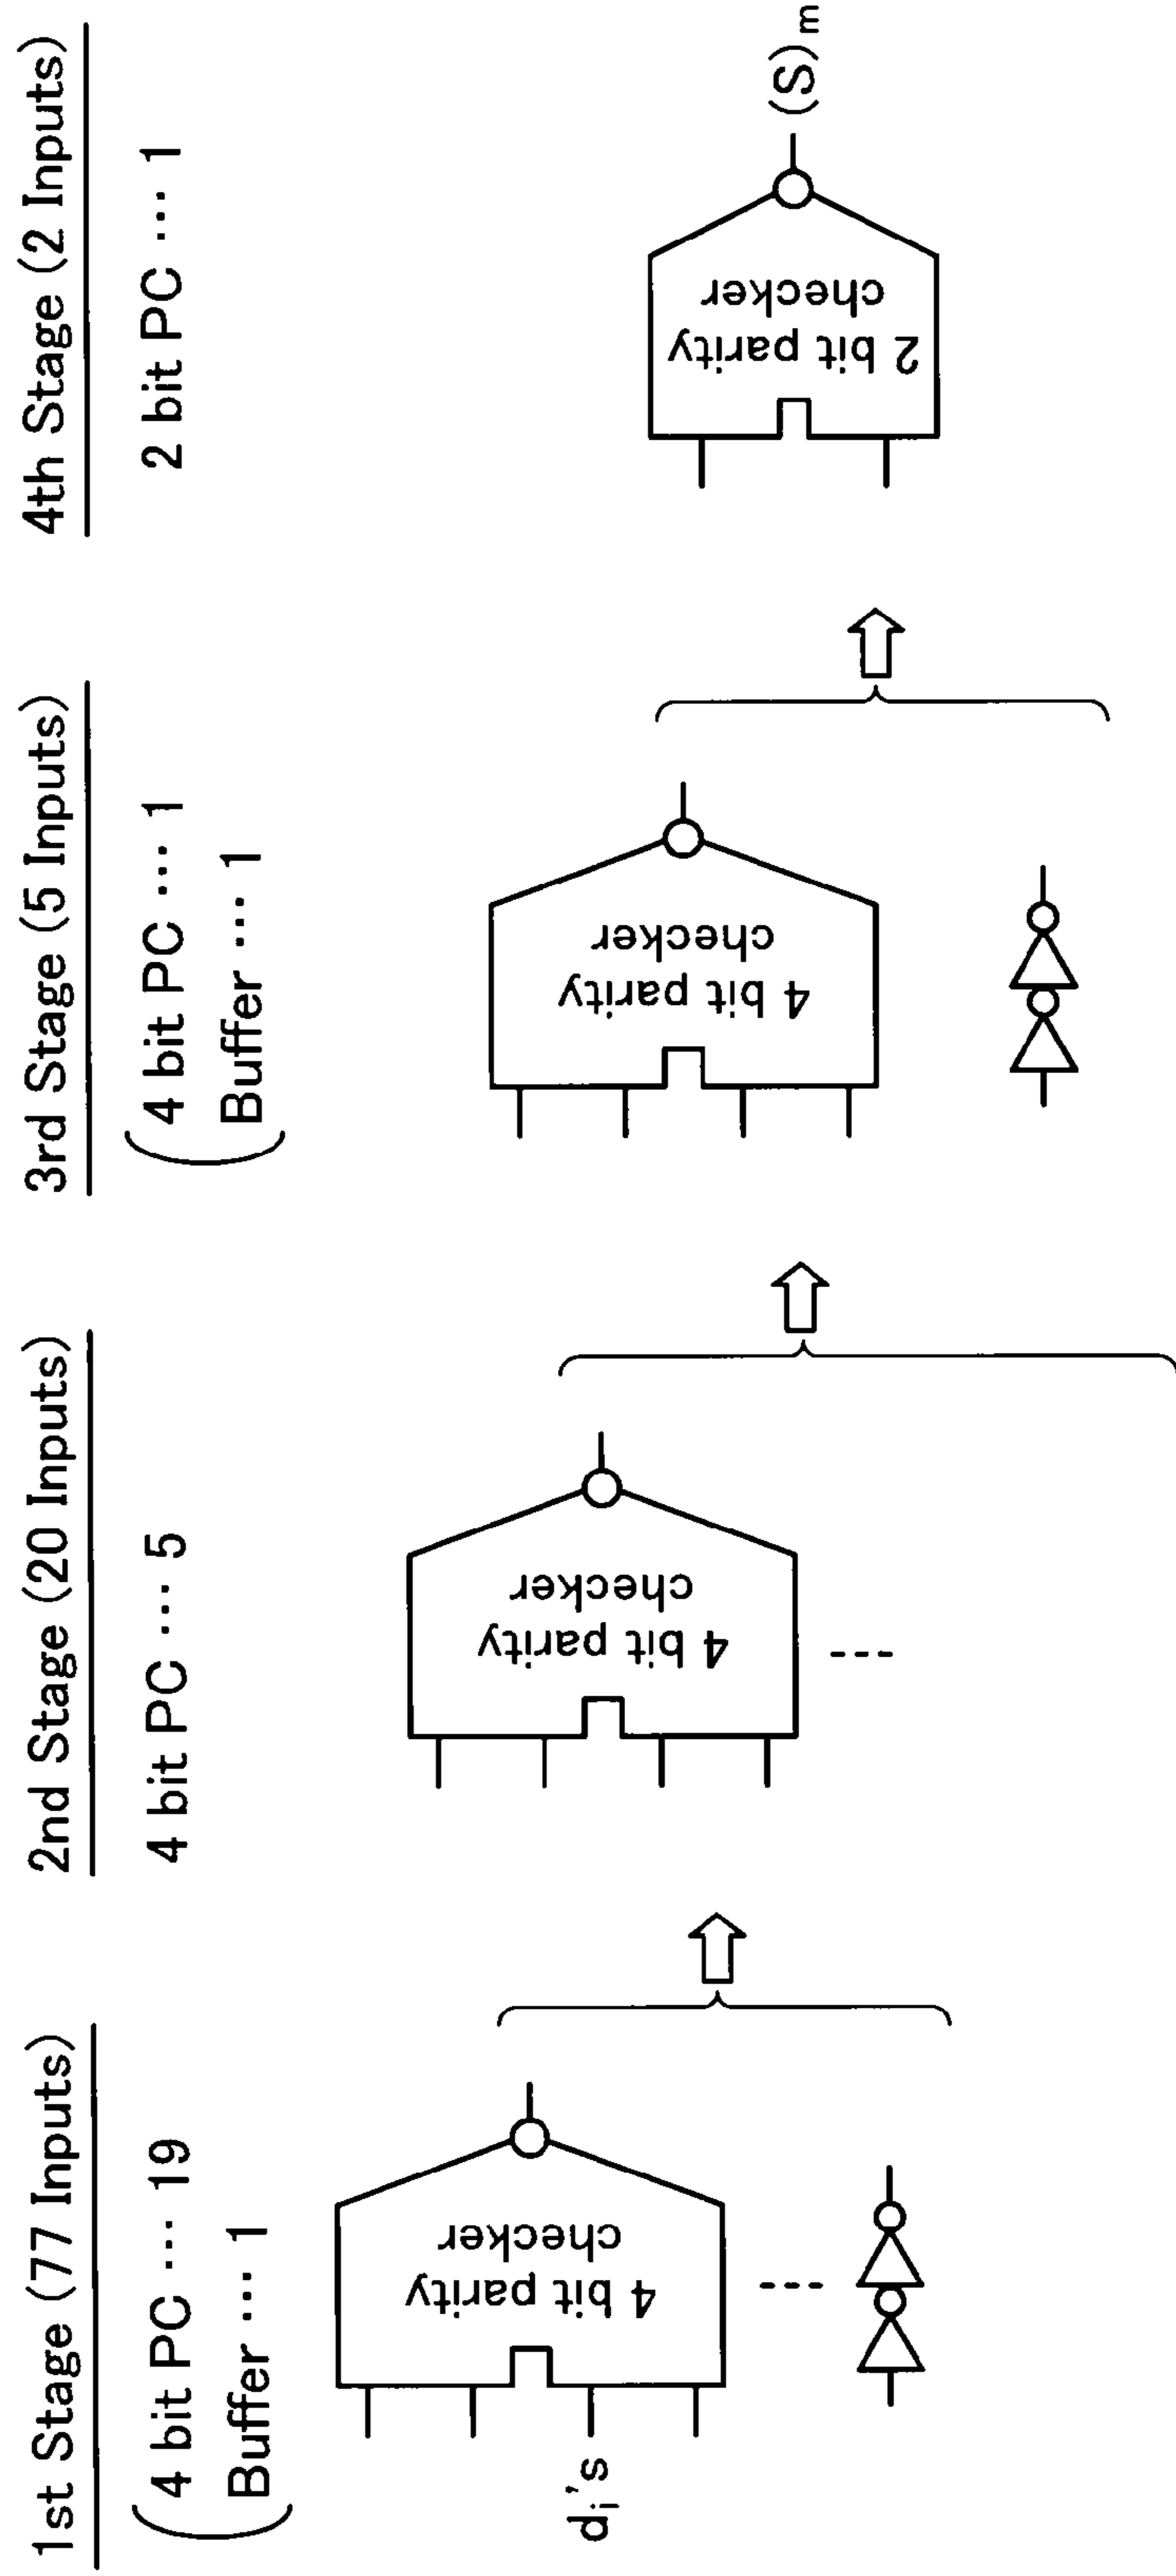 1st Stage (77 Inputs)
4 bit PC ··· 19
Buffer ··· 1
4 bit parity
checker
di's
2nd Stage (20 Inputs)
4 bit PC ··· 5
4 bit parity
checker
3rd Stage (5 Inputs)
4 bit PC ··· 1
Buffer ··· 1
4 bit parity
checker
4th Stage (2 Inputs)
2 bit PC ··· 1
2 bit parity
checker
(S)m